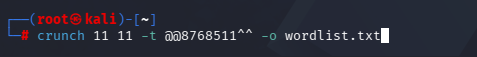 ┌──(root㉿kali)-[~]
└─# crunch 11 11 -t @@8768511^^ -o wordlist.txt